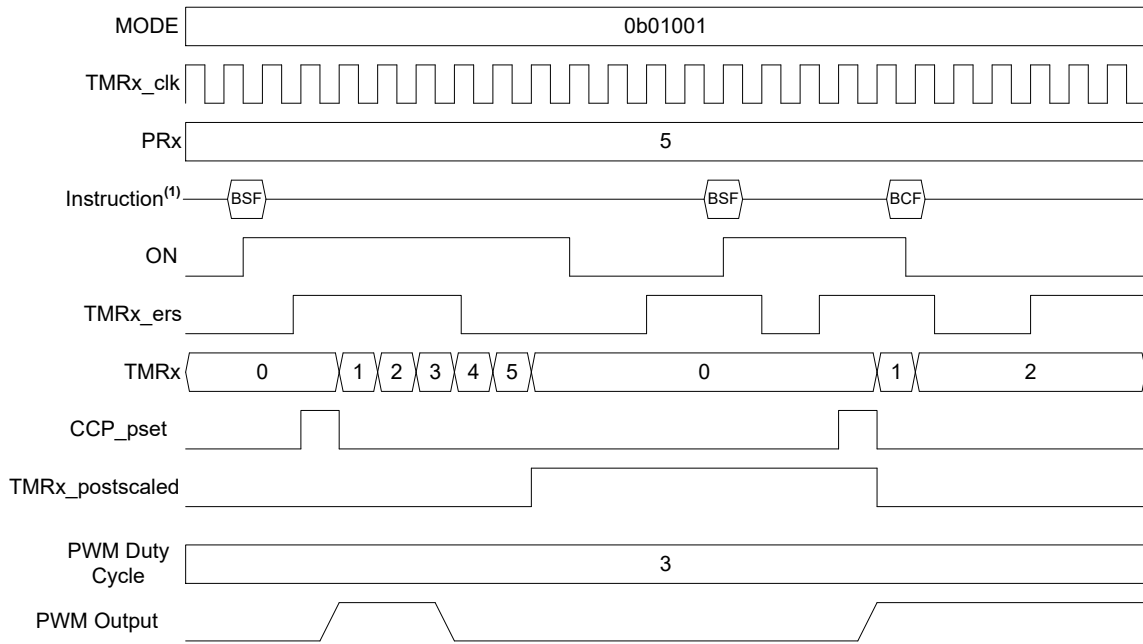 MODE 0b01001
TMRx_clk
PRx 5
Instruction(1) BSF BSF BCF
ON
TMRx_ers
TMRx 0 1 2 3 4 5 0 1 2
CCP_pset
TMRx_postscaled
PWM Duty
Cycle 3
PWM Output